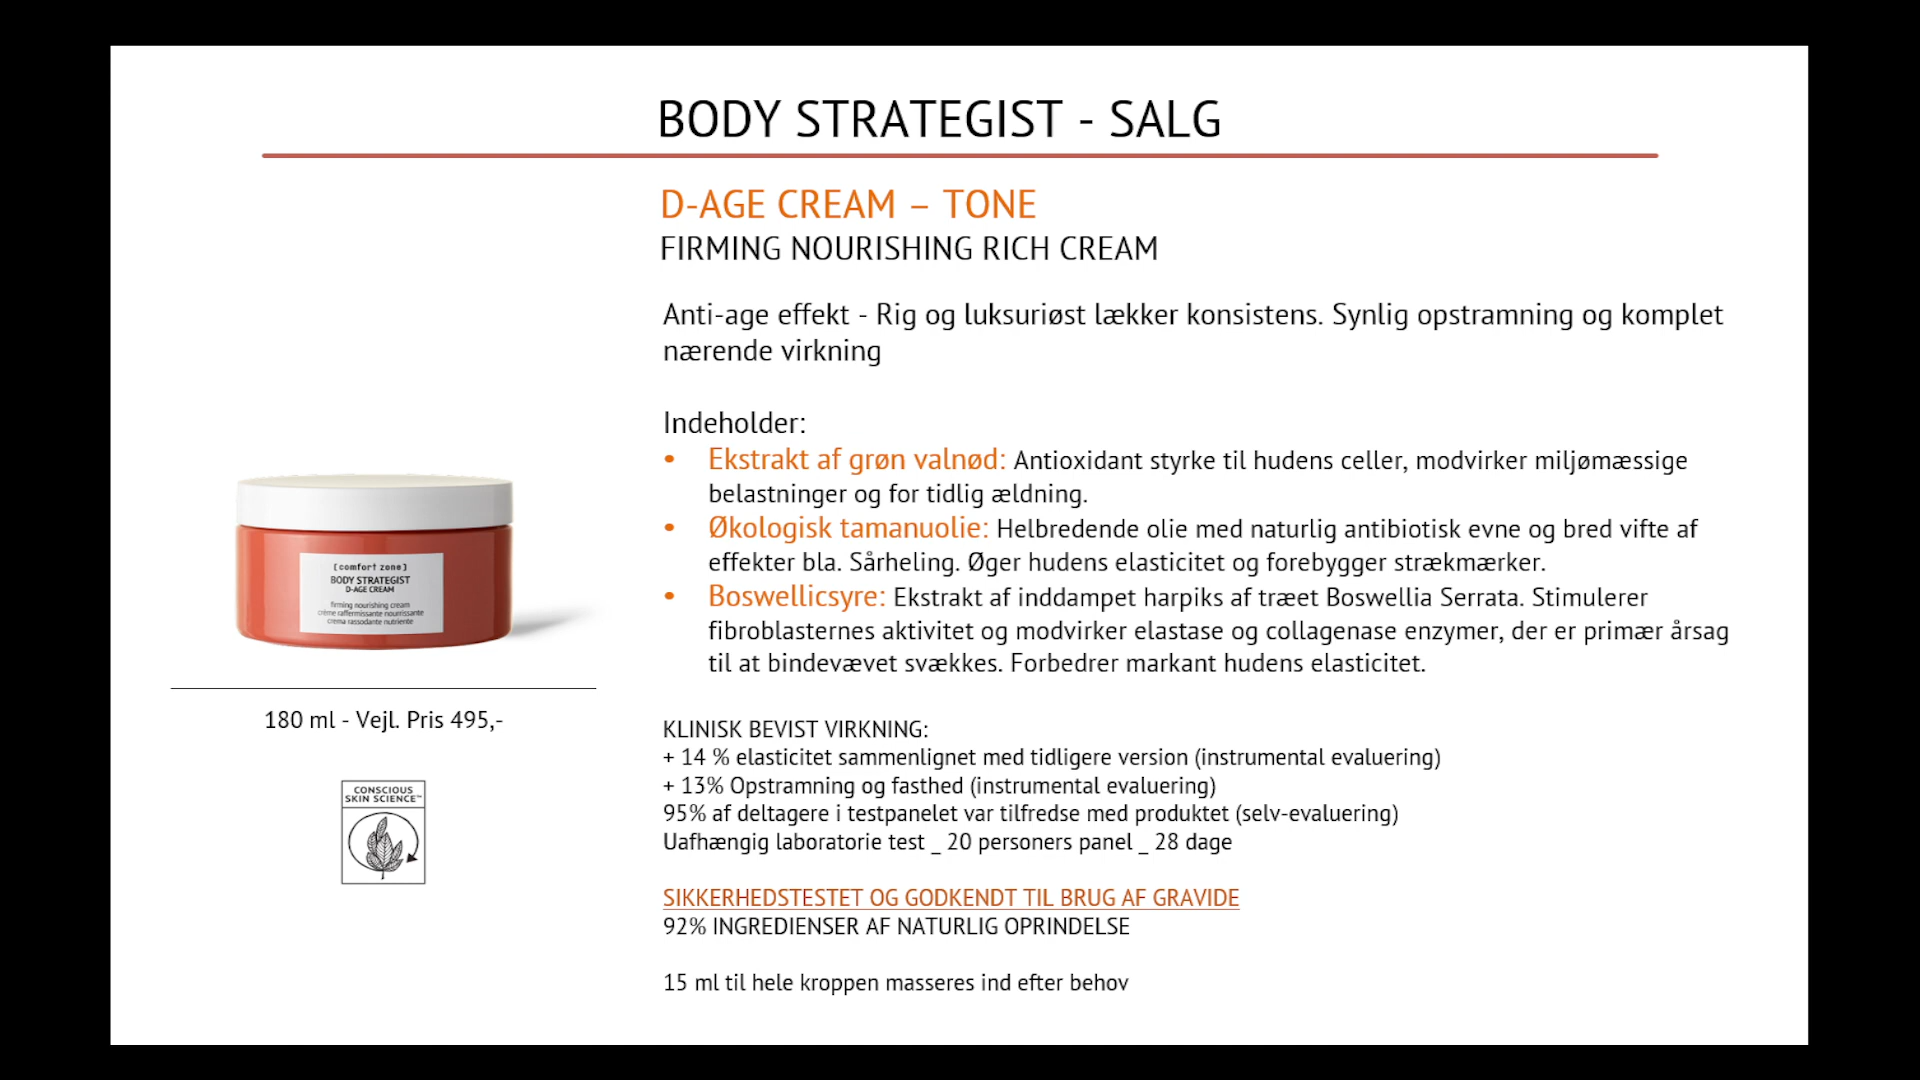 BODY STRATEGIST - SALG
D-AGE CREAM – TONE
FIRMING NOURISHING RICH CREAM
Anti-age effekt - Rig og luksuriøst lækker konsistens. Synlig opstramning og komplet
nærende virkning
Indeholder:
• Ekstrakt af grøn valnød: Antioxidant styrke til hudens celler, modvirker miljømæssige
belastninger og for tidlig ældning.
• Økologisk tamanuolie: Helbredende olie med naturlig antibiotisk evne og bred vifte af
effekter bla. Sårheling. Øger hudens elasticitet og forebygger strækmærker.
• Boswellicsyre: Ekstrakt af inddampet harpiks af træet Boswellia Serrata. Stimulerer
fibroblasternes aktivitet og modvirker elastase og collagenase enzymer, der er primær årsag
til at bindevævet svækkes. Forbedrer markant hudens elasticitet.
KLINISK BEVIST VIRKNING:
+ 14 % elasticitet sammenlignet med tidligere version (instrumental evaluering)
+ 13% Opstramning og fasthed (instrumental evaluering)
95% af deltagere i testpanelet var tilfredse med produktet (selv-evaluering)
Uafhængig laboratorie test _ 20 personers panel _ 28 dage
SIKKERHEDSTESTET OG GODKENDT TIL BRUG AF GRAVIDE
92% INGREDIENSER AF NATURLIG OPRINDELSE
15 ml til hele kroppen masseres ind efter behov
[comfort zone]
BODY STRATEGIST
D-AGE CREAM
firming nourishing cream
crème raffermissante nourrissante
crema rassodante nutriente
180 ml - Vejl. Pris 495,-
CONSCIOUS
SKIN SCIENCE™